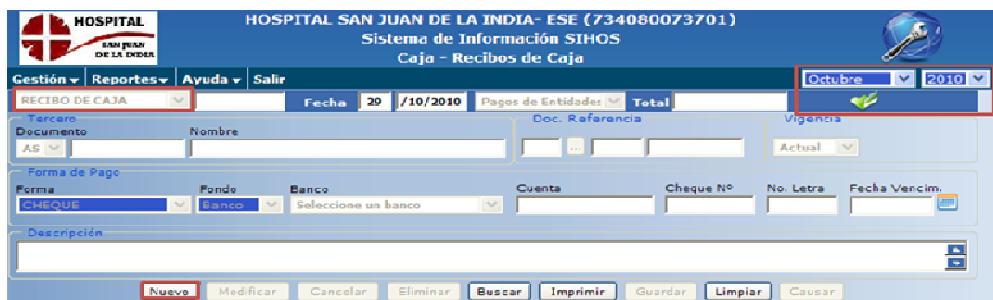 HOSPITAL SAN JUAN DE LA INDIA
HOSPITAL SAN JUAN DE LA INDIA- ESE (734080073701)
Sistema de Información SIHOS
Caja - Recibos de Caja
Gestión Reportes Ayuda Salir Octubre 2010
RECIBO DE CAJA Fecha 29 /10/2010 Pagos de Entidades Total
Tercero Doc. Referencia Vigencia
Documento Nombre
AS ... Actual
Forma de Pago
Forma Fondo Banco Cuenta Cheque Nº No. Letra Fecha Vencim.
CHEQUE Banco Seleccione un banco
Descripción
Nuevo Modificar Cancelar Eliminar Buscar Imprimir Guardar Limpiar Causar